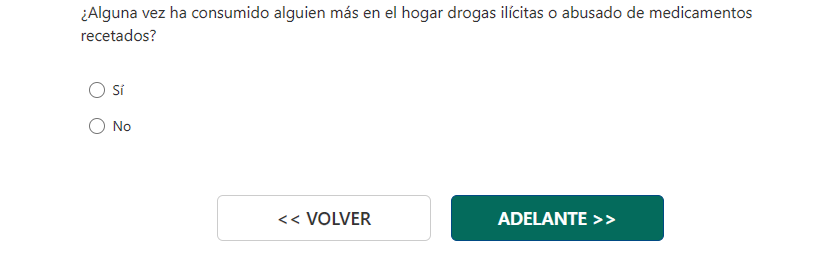 ¿Alguna vez ha consumido alguien más en el hogar drogas ilícitas o abusado de medicamentos
recetados?
Sí
No
<< VOLVER
ADELANTE >>